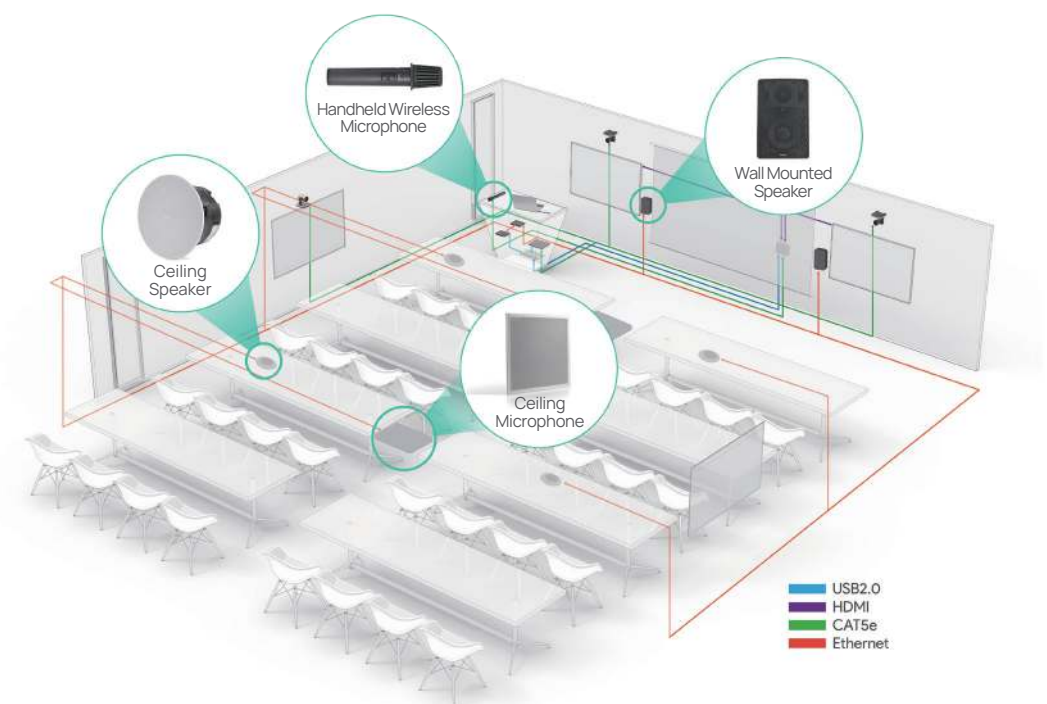 Handheld Wireless
Microphone
Wall Mounted
Speaker
Ceiling
Speaker
Ceiling
Microphone
USB2.0
HDMI
CAT5e
Ethernet